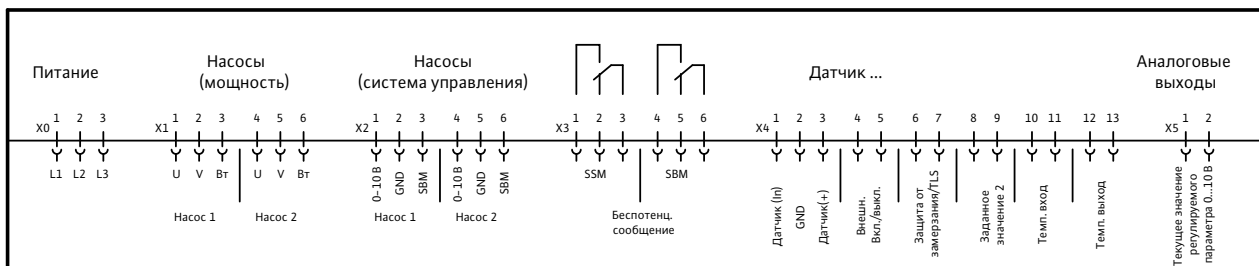 Питание
Насосы
(мощность)
Насосы
(система управления)
Датчик ...
Аналоговые
выходы
X0 1 2 3
X1 1 2 3 4 5 6
X2 1 2 3 4 5 6
X3 1 2 3 4 5 6
X4 1 2 3 4 5 6 7 8 9 10 11 12 13
X5 1 2
L1 L2 L3
U V Вт U V Вт
Насос 1 Насос 2
0–10 В GND SBM 0–10 В GND SBM
Насос 1 Насос 2
SSM SBM
Беспотенц.
сообщение
Датчик (In)
GND
Датчик(+)
Внешн.
Вкл./выкл.
Защита от
замерзания/TLS
Заданное
значение 2
Темп. вход
Темп. выход
Текущее значение
регулируемого
параметра 0...10 В